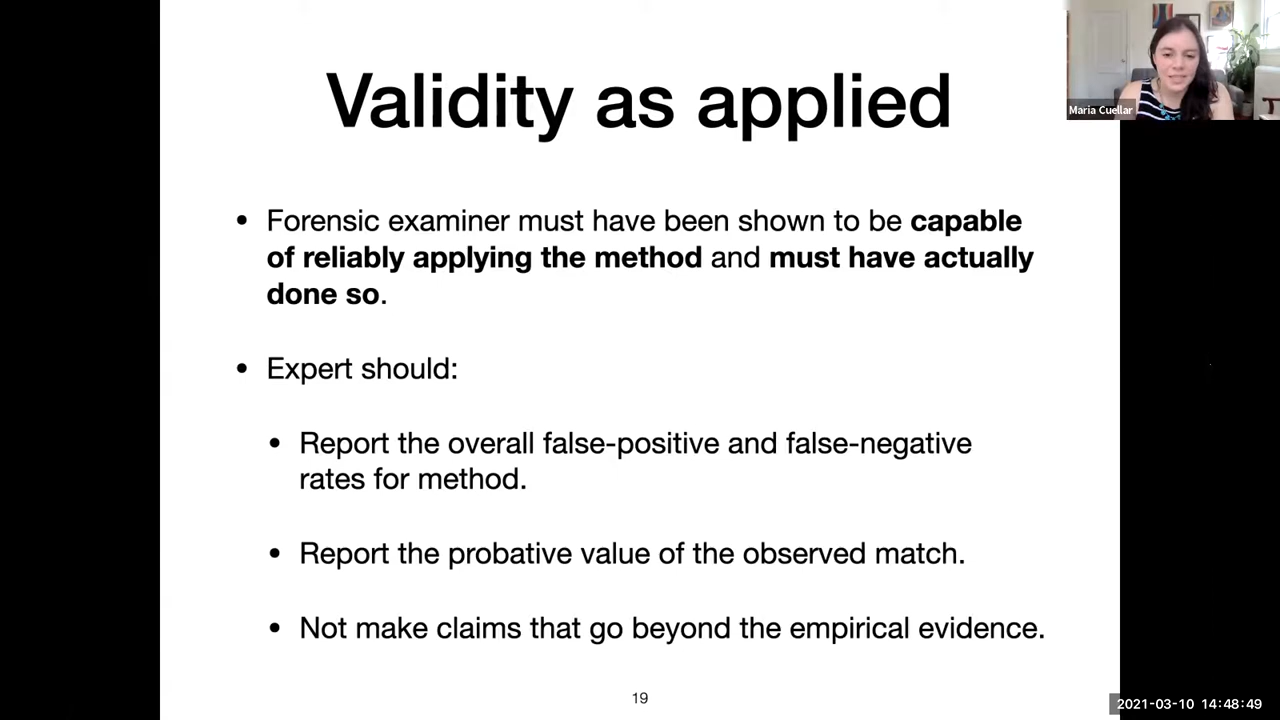 Validity as applied
Maria Cuellar
• Forensic examiner must have been shown to be capable
of reliably applying the method and must have actually
done so.
• Expert should:
• Report the overall false-positive and false-negative
rates for method.
• Report the probative value of the observed match.
• Not make claims that go beyond the empirical evidence.
19
2021-03-10 14:48:49